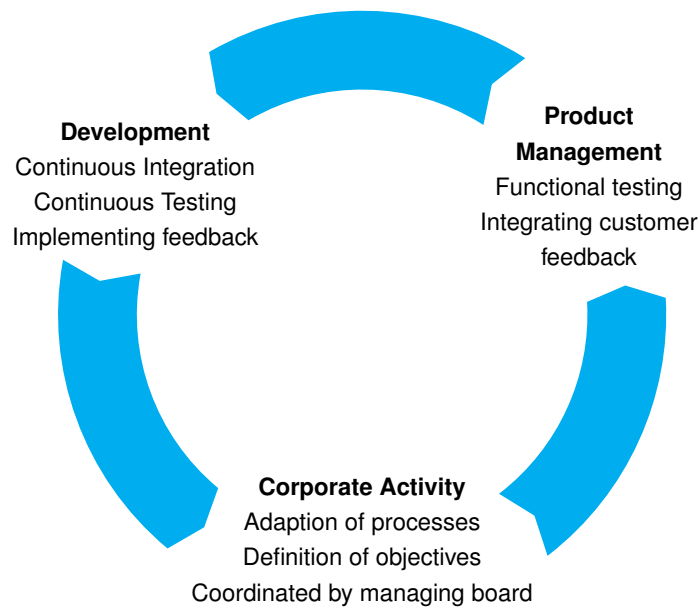 Development
Continuous Integration
Continuous Testing
Implementing feedback
Product
Management
Functional testing
Integrating customer
feedback
Corporate Activity
Adaption of processes
Definition of objectives
Coordinated by managing board